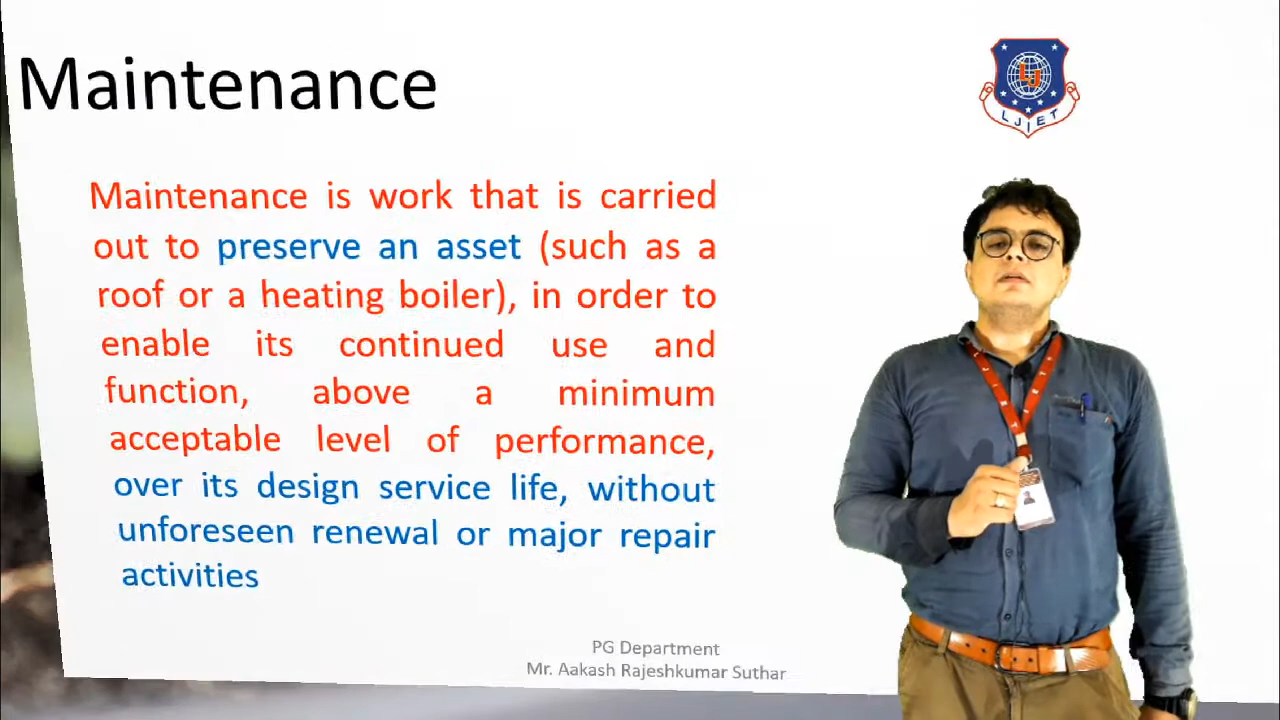 Maintenance
LJ
LJIET
Maintenance is work that is carried
out to preserve an asset (such as a
roof or a heating boiler), in order to
enable its continued use and
function, above a minimum
acceptable level of performance,
over its design service life, without
unforeseen renewal or major repair
activities
PG Department
Mr. Aakash Rajeshkumar Suthar